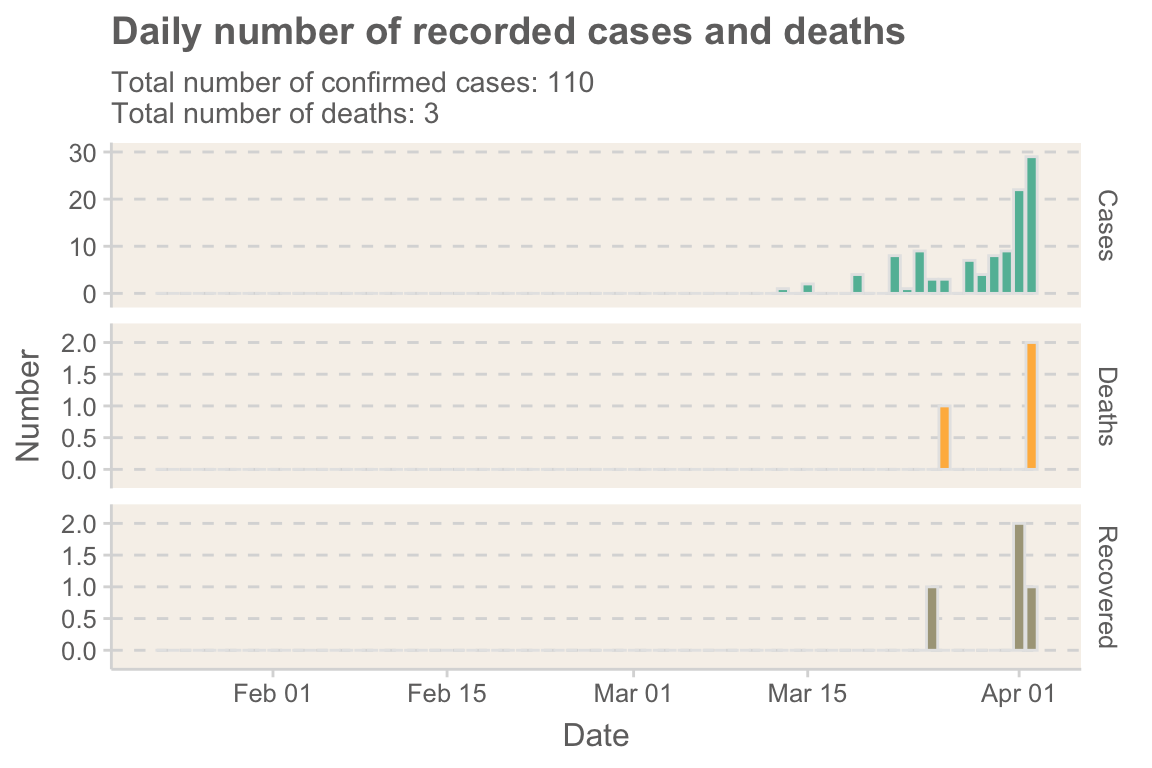 Daily number of recorded cases and deaths
Total number of confirmed cases: 110
Total number of deaths: 3
30
20
10
0
Cases
2.0
1.5
1.0
0.5
0.0
Deaths
Number
2.0
1.5
1.0
0.5
0.0
Recovered
Feb 01 Feb 15 Mar 01 Mar 15 Apr 01
Date